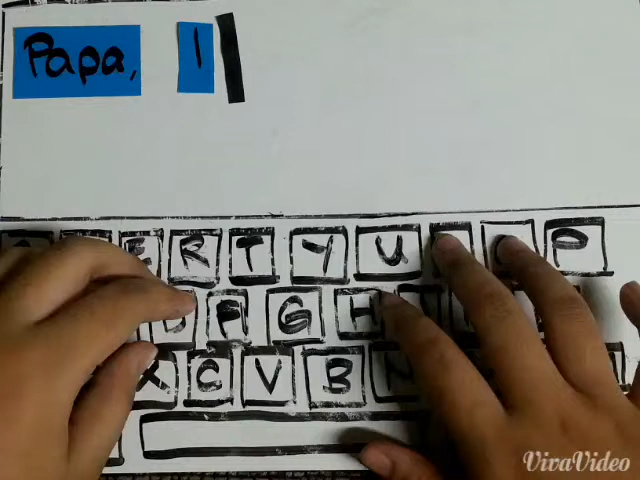 Papa, I
E R T Y U O P
D F G H
X C V B N
VivaVideo